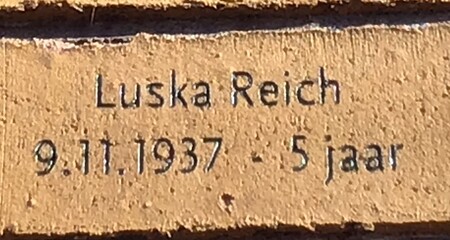 Luska Reich
9.11.1937 - 5 jaar